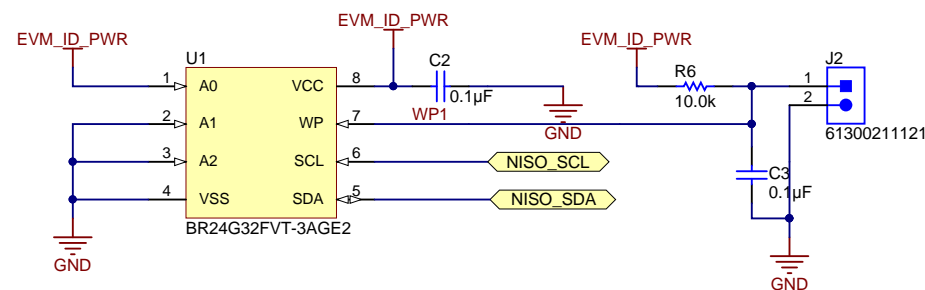 EVM_ID_PWR
EVM_ID_PWR
EVM_ID_PWR
U1
C2
J2
1 A0 VCC 8
0.1µF
R6
10.0k
1
2
WP1
GND
2 A1 WP 7
61300211121
3 A2 SCL 6
NISO_SCL
C3
0.1µF
4 VSS SDA 5
NISO_SDA
BR24G32FVT-3AGE2
GND
GND